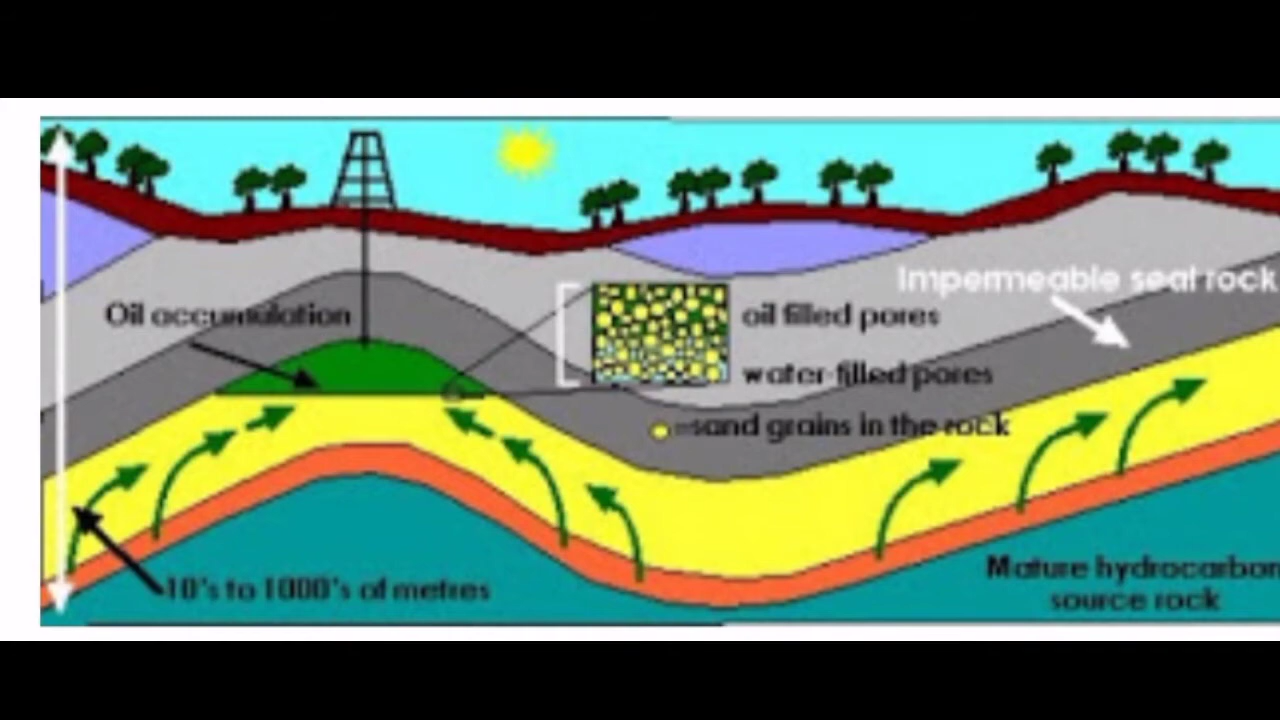 Impermeable seal rock
Oil accumulation
oil filled pores
water-filled pores
=sand grains in the rock
10's to 1000's of metres
Mature hydrocarbon
source rock